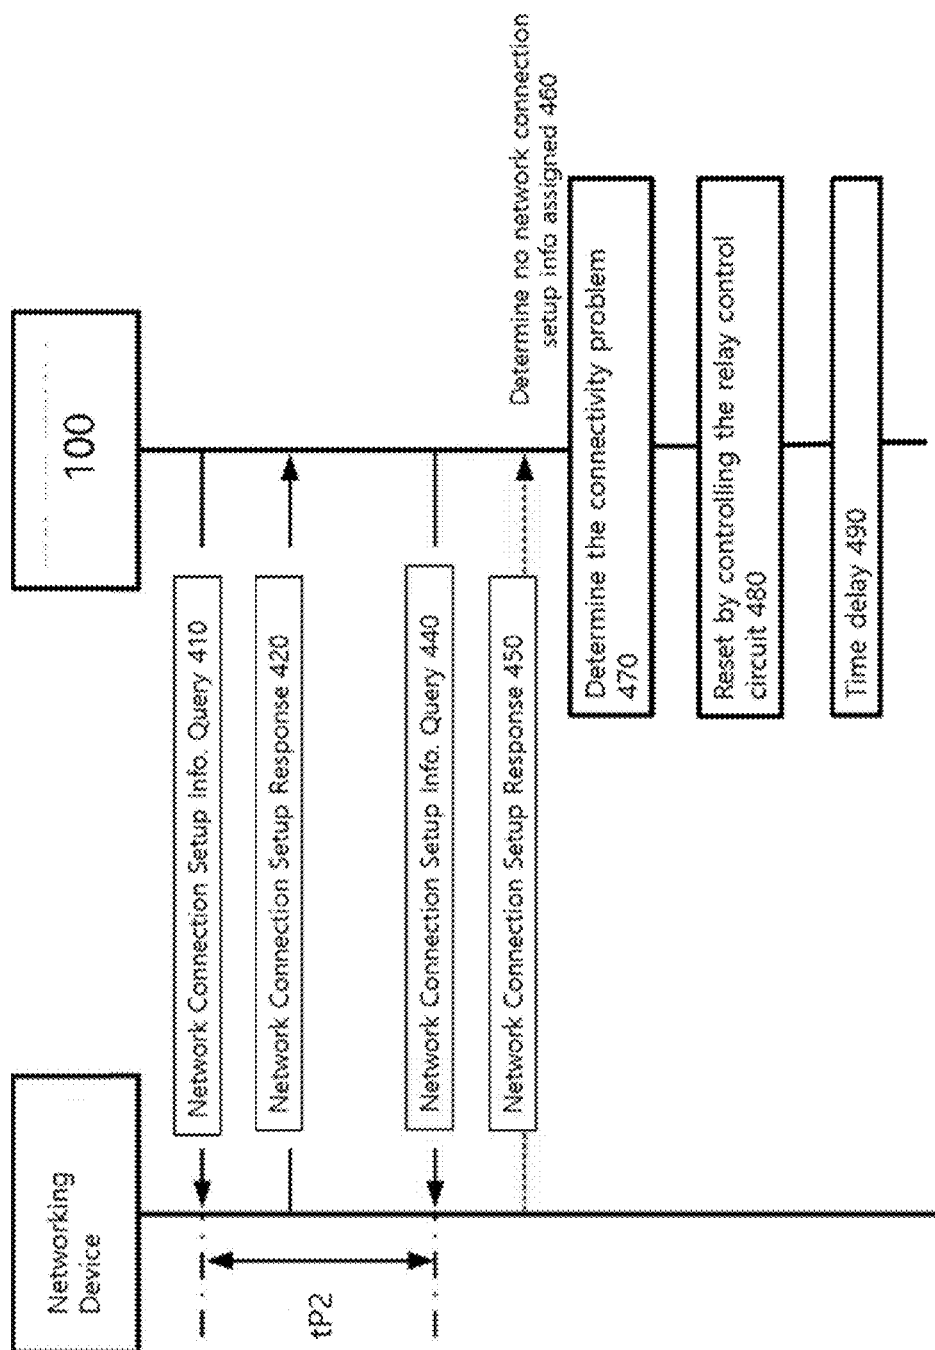 Networking
Device
100
Network Connection Setup Info. Query 410
Network Connection Setup Response 420
tP2
Network Connection Setup Info. Query 440
Network Connection Setup Response 450
Determine no network connection
setup info assigned 460
Determine the connectivity problem
470
Reset by controlling the relay control
circuit 480
Time delay 490